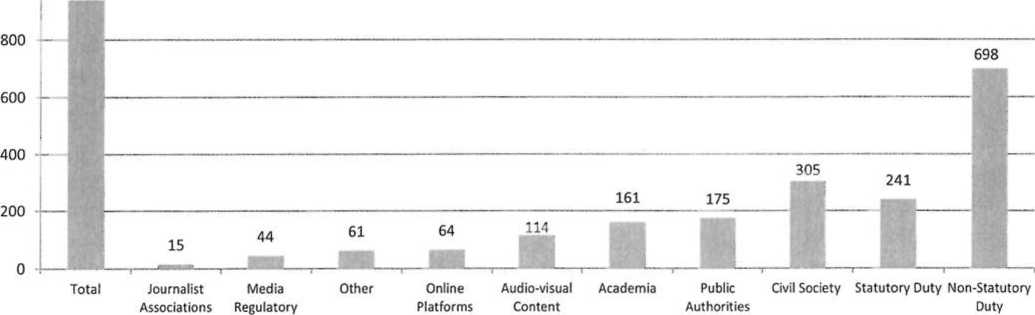 800
698
600
400
305
241
200
161
175
114
15
44
61
64
0
Total
Journalist
Associations
Media
Regulatory
Other
Online
Platforms
Audio-visual
Content
Academia
Public
Authorities
Civil Society
Statutory Duty
Non-Statutory
Duty